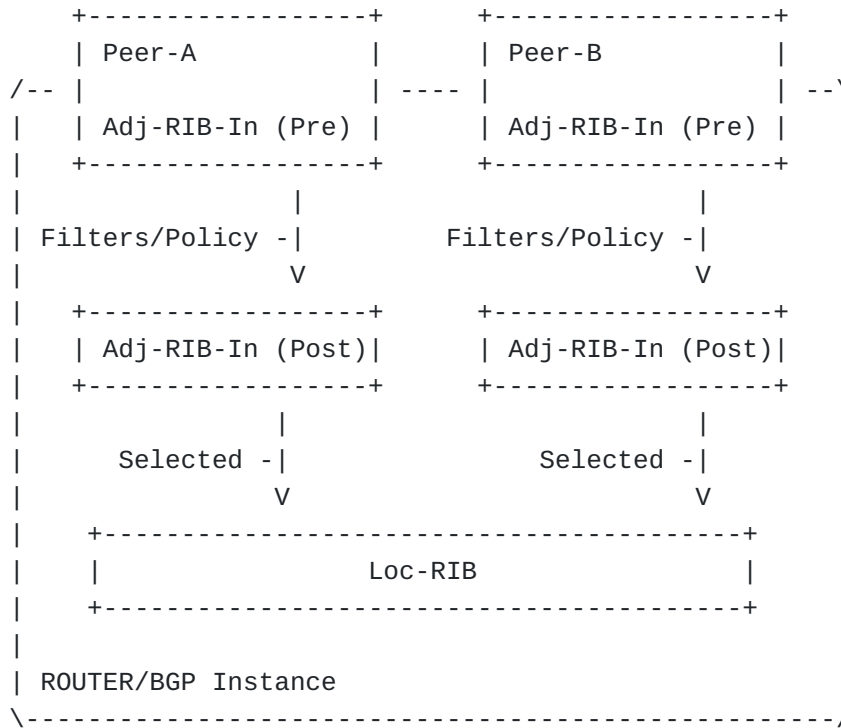 Peer-A Peer-B
Adj-RIB-In (Pre) Adj-RIB-In (Pre)
Filters/Policy Filters/Policy
V V
Adj-RIB-In (Post) Adj-RIB-In (Post)
Selected Selected
V V
Loc-RIB
ROUTER/BGP Instance